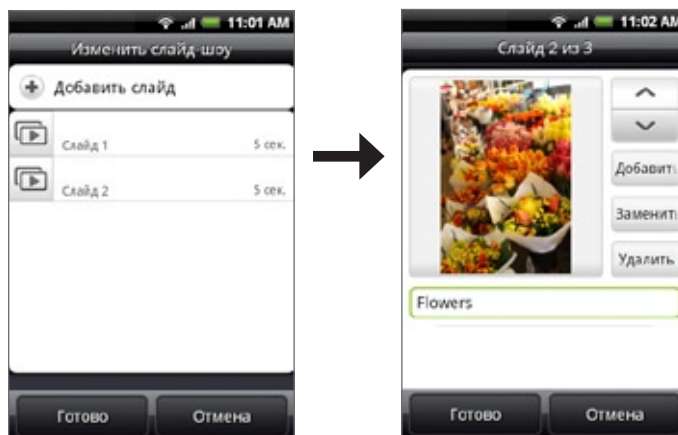 11:01 AM
Изменить слайд-шоу
Добавить слайд
Слайд 1 5 сек.
Слайд 2 5 сек.
Готово Отмена
11:02 AM
Слайд 2 из 3
Добавить
Заменить
Удалить
Flowers
Готово Отмена